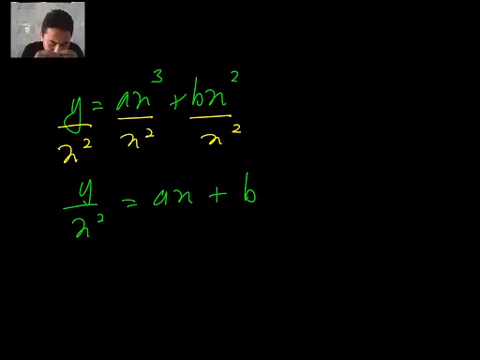 y/x² = ax³/x² + bx²/x²
y/x² = ax + b